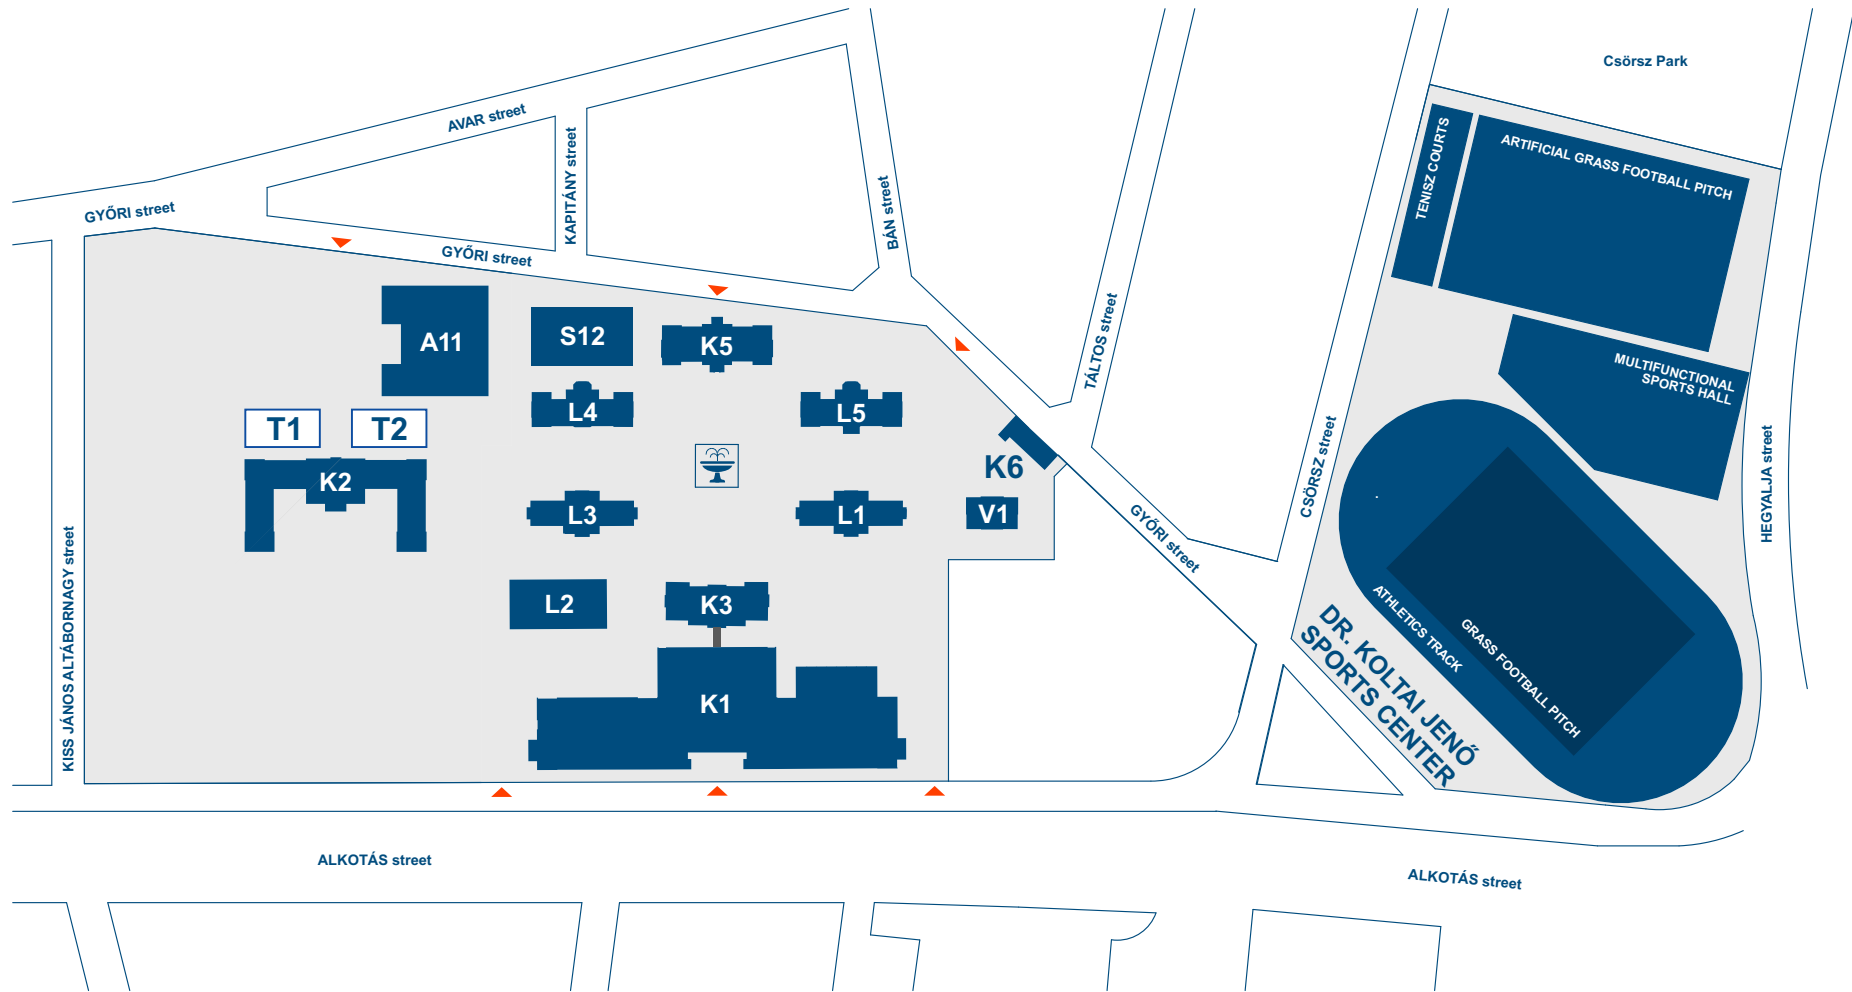 Csörsz Park
AVAR street
KAPITÁNY street
GYŐRI street
GYŐRI street
BÁN street
TÁLTOS street
TENISZ COURTS
ARTIFICIAL GRASS FOOTBALL PITCH
MULTIFUNCTIONAL
SPORTS HALL
A11
S12
K5
L4
L5
T1
T2
K2
K6
L3
L1
V1
GYŐRI street
CSÖRSZ street
HEGYALJA street
KISS JÁNOS ALTÁBORNAGY street
L2
K3
K1
ATHLETICS TRACK
GRASS FOOTBALL PITCH
DR. KOLTAI JENŐ
SPORTS CENTER
ALKOTÁS street
ALKOTÁS street